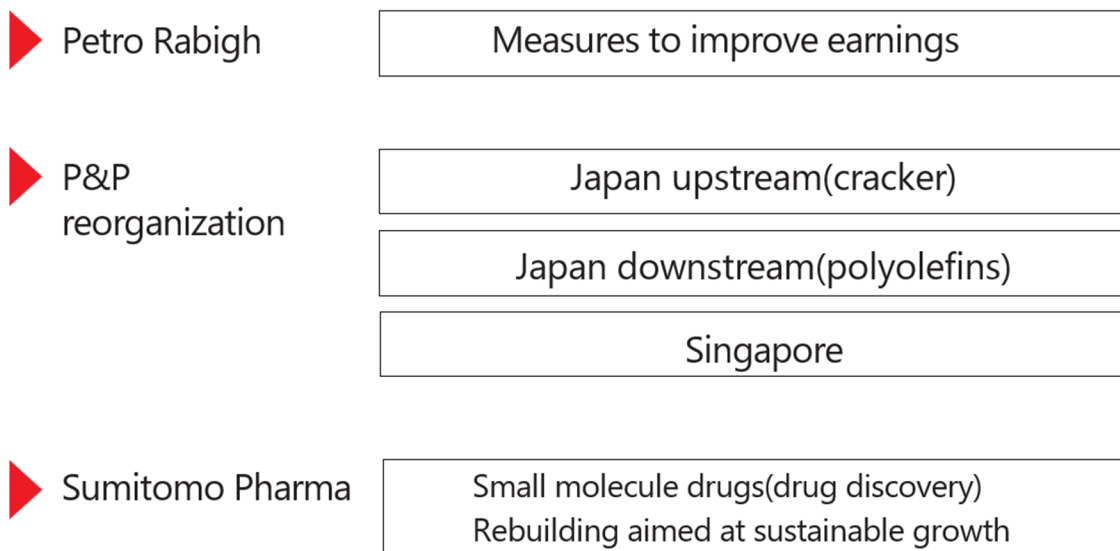 Petro Rabigh
Measures to improve earnings
P&P
reorganization
Japan upstream(cracker)
Japan downstream(polyolefins)
Singapore
Sumitomo Pharma
Small molecule drugs(drug discovery)
Rebuilding aimed at sustainable growth